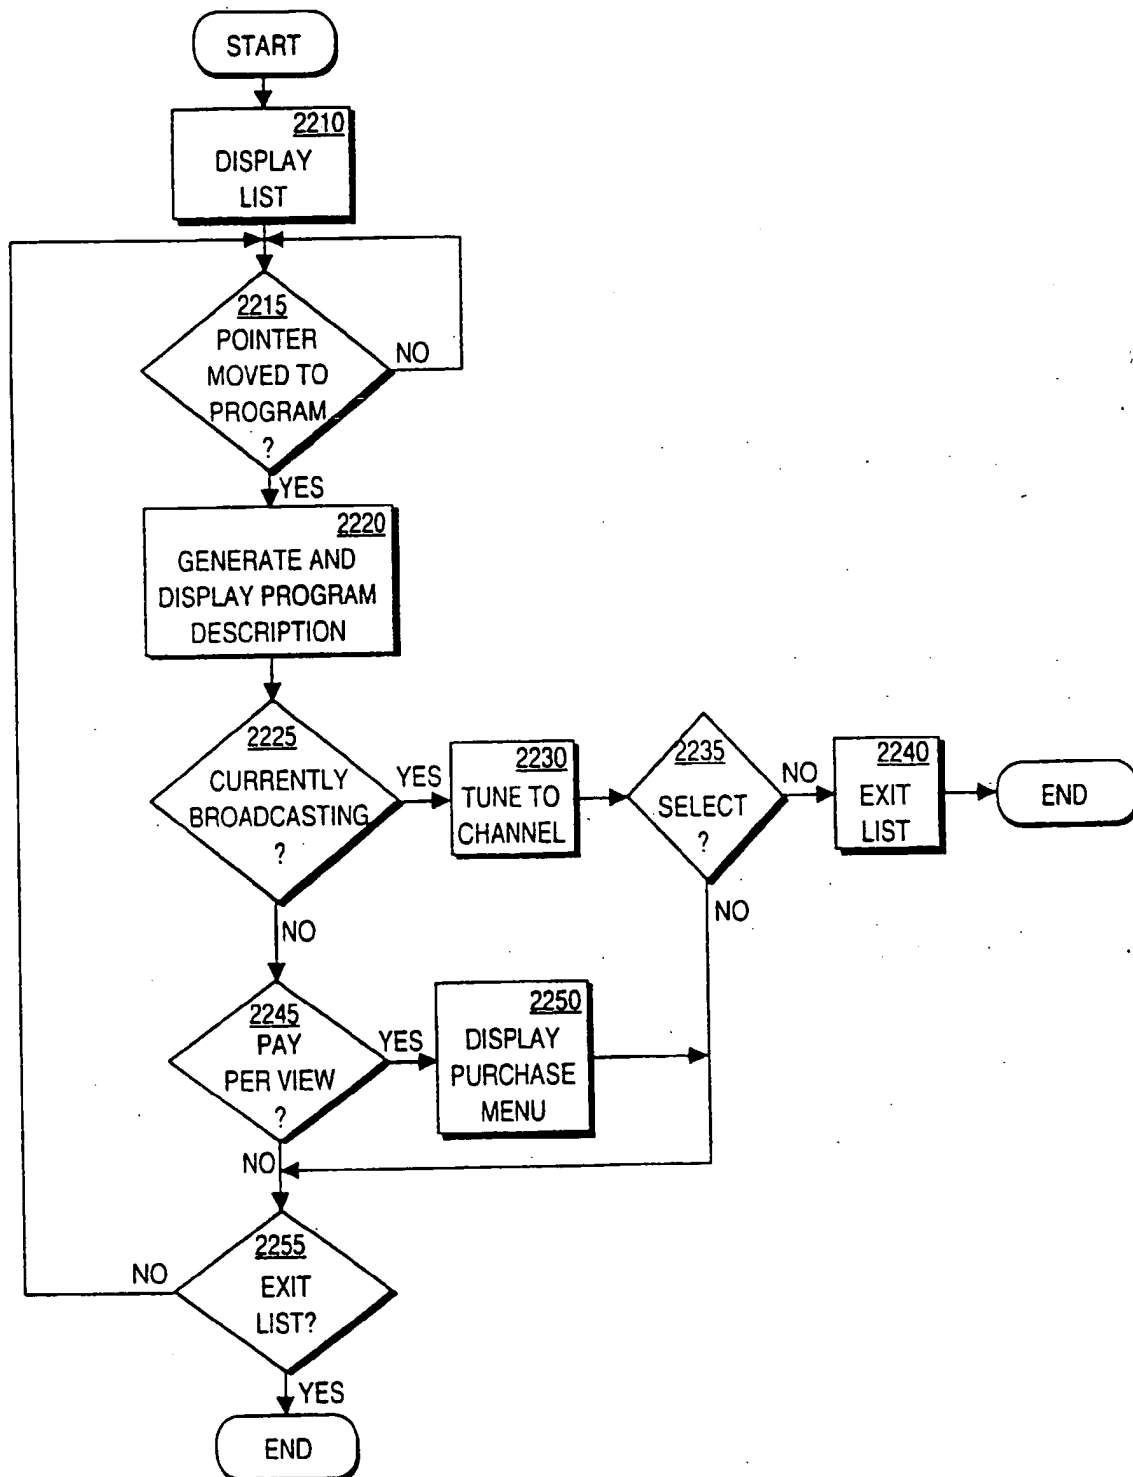 START
2210
DISPLAY
LIST
2215
POINTER
MOVED TO
PROGRAM
?
NO
YES
2220
GENERATE AND
DISPLAY PROGRAM
DESCRIPTION
2225
CURRENTLY
BROADCASTING
?
YES
NO
2230
TUNE TO
CHANNEL
2235
SELECT
?
NO
NO
2240
EXIT
LIST
END
2245
PAY
PER VIEW
?
YES
NO
2250
DISPLAY
PURCHASE
MENU
2255
EXIT
LIST?
NO
YES
END